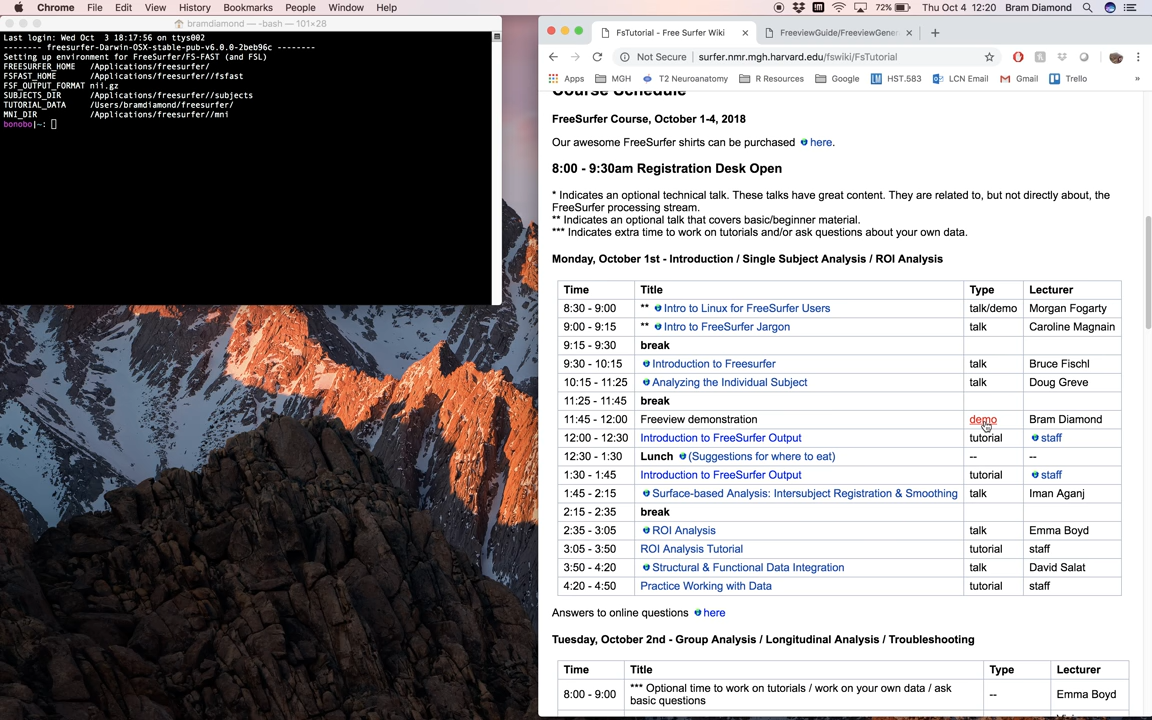 Chrome File Edit View History Bookmarks People Window Help 72% Thu Oct 4 12:20 Bram Diamond
bramdiamond — -bash — 101×28
Last login: Wed Oct  3 18:17:56 on ttys002
-------- freesurfer-Darwin-OSX-stable-pub-v6.0.0-2beb96c --------
Setting up environment for FreeSurfer/FS-FAST (and FSL)
FREESURFER_HOME /Applications/freesurfer/
FSFAST_HOME /Applications/freesurfer//fsfast
FSF_OUTPUT_FORMAT nii.gz
SUBJECTS_DIR /Applications/freesurfer//subjects
TUTORIAL_DATA /Users/bramdiamond/freesurfer/
MNI_DIR /Applications/freesurfer//mni
bonobo|~:
FsTutorial - Free Surfer Wiki FreeviewGuide/FreeviewGener
Not Secure surfer.nmr.mgh.harvard.edu/fswiki/FsTutorial
Apps MGH T2 Neuroanatomy R Resources Google HST.583 LCN Email Gmail Trello »
Course Schedule
FreeSurfer Course, October 1-4, 2018
Our awesome FreeSurfer shirts can be purchased here.
8:00 - 9:30am Registration Desk Open
* Indicates an optional technical talk. These talks have great content. They are related to, but not directly about, the
FreeSurfer processing stream.
** Indicates an optional talk that covers basic/beginner material.
*** Indicates extra time to work on tutorials and/or ask questions about your own data.
Monday, October 1st - Introduction / Single Subject Analysis / ROI Analysis
Time Title Type Lecturer
8:30 - 9:00 ** Intro to Linux for FreeSurfer Users talk/demo Morgan Fogarty
9:00 - 9:15 ** Intro to FreeSurfer Jargon talk Caroline Magnain
9:15 - 9:30 break
9:30 - 10:15 Introduction to Freesurfer talk Bruce Fischl
10:15 - 11:25 Analyzing the Individual Subject talk Doug Greve
11:25 - 11:45 break
11:45 - 12:00 Freeview demonstration demo Bram Diamond
12:00 - 12:30 Introduction to FreeSurfer Output tutorial staff
12:30 - 1:30 Lunch (Suggestions for where to eat) -- --
1:30 - 1:45 Introduction to FreeSurfer Output tutorial staff
1:45 - 2:15 Surface-based Analysis: Intersubject Registration & Smoothing talk Iman Aganj
2:15 - 2:35 break
2:35 - 3:05 ROI Analysis talk Emma Boyd
3:05 - 3:50 ROI Analysis Tutorial tutorial staff
3:50 - 4:20 Structural & Functional Data Integration talk David Salat
4:20 - 4:50 Practice Working with Data tutorial staff
Answers to online questions here
Tuesday, October 2nd - Group Analysis / Longitudinal Analysis / Troubleshooting
Time Title Type Lecturer
8:00 - 9:00 *** Optional time to work on tutorials / work on your own data / ask -- Emma Boyd
basic questions